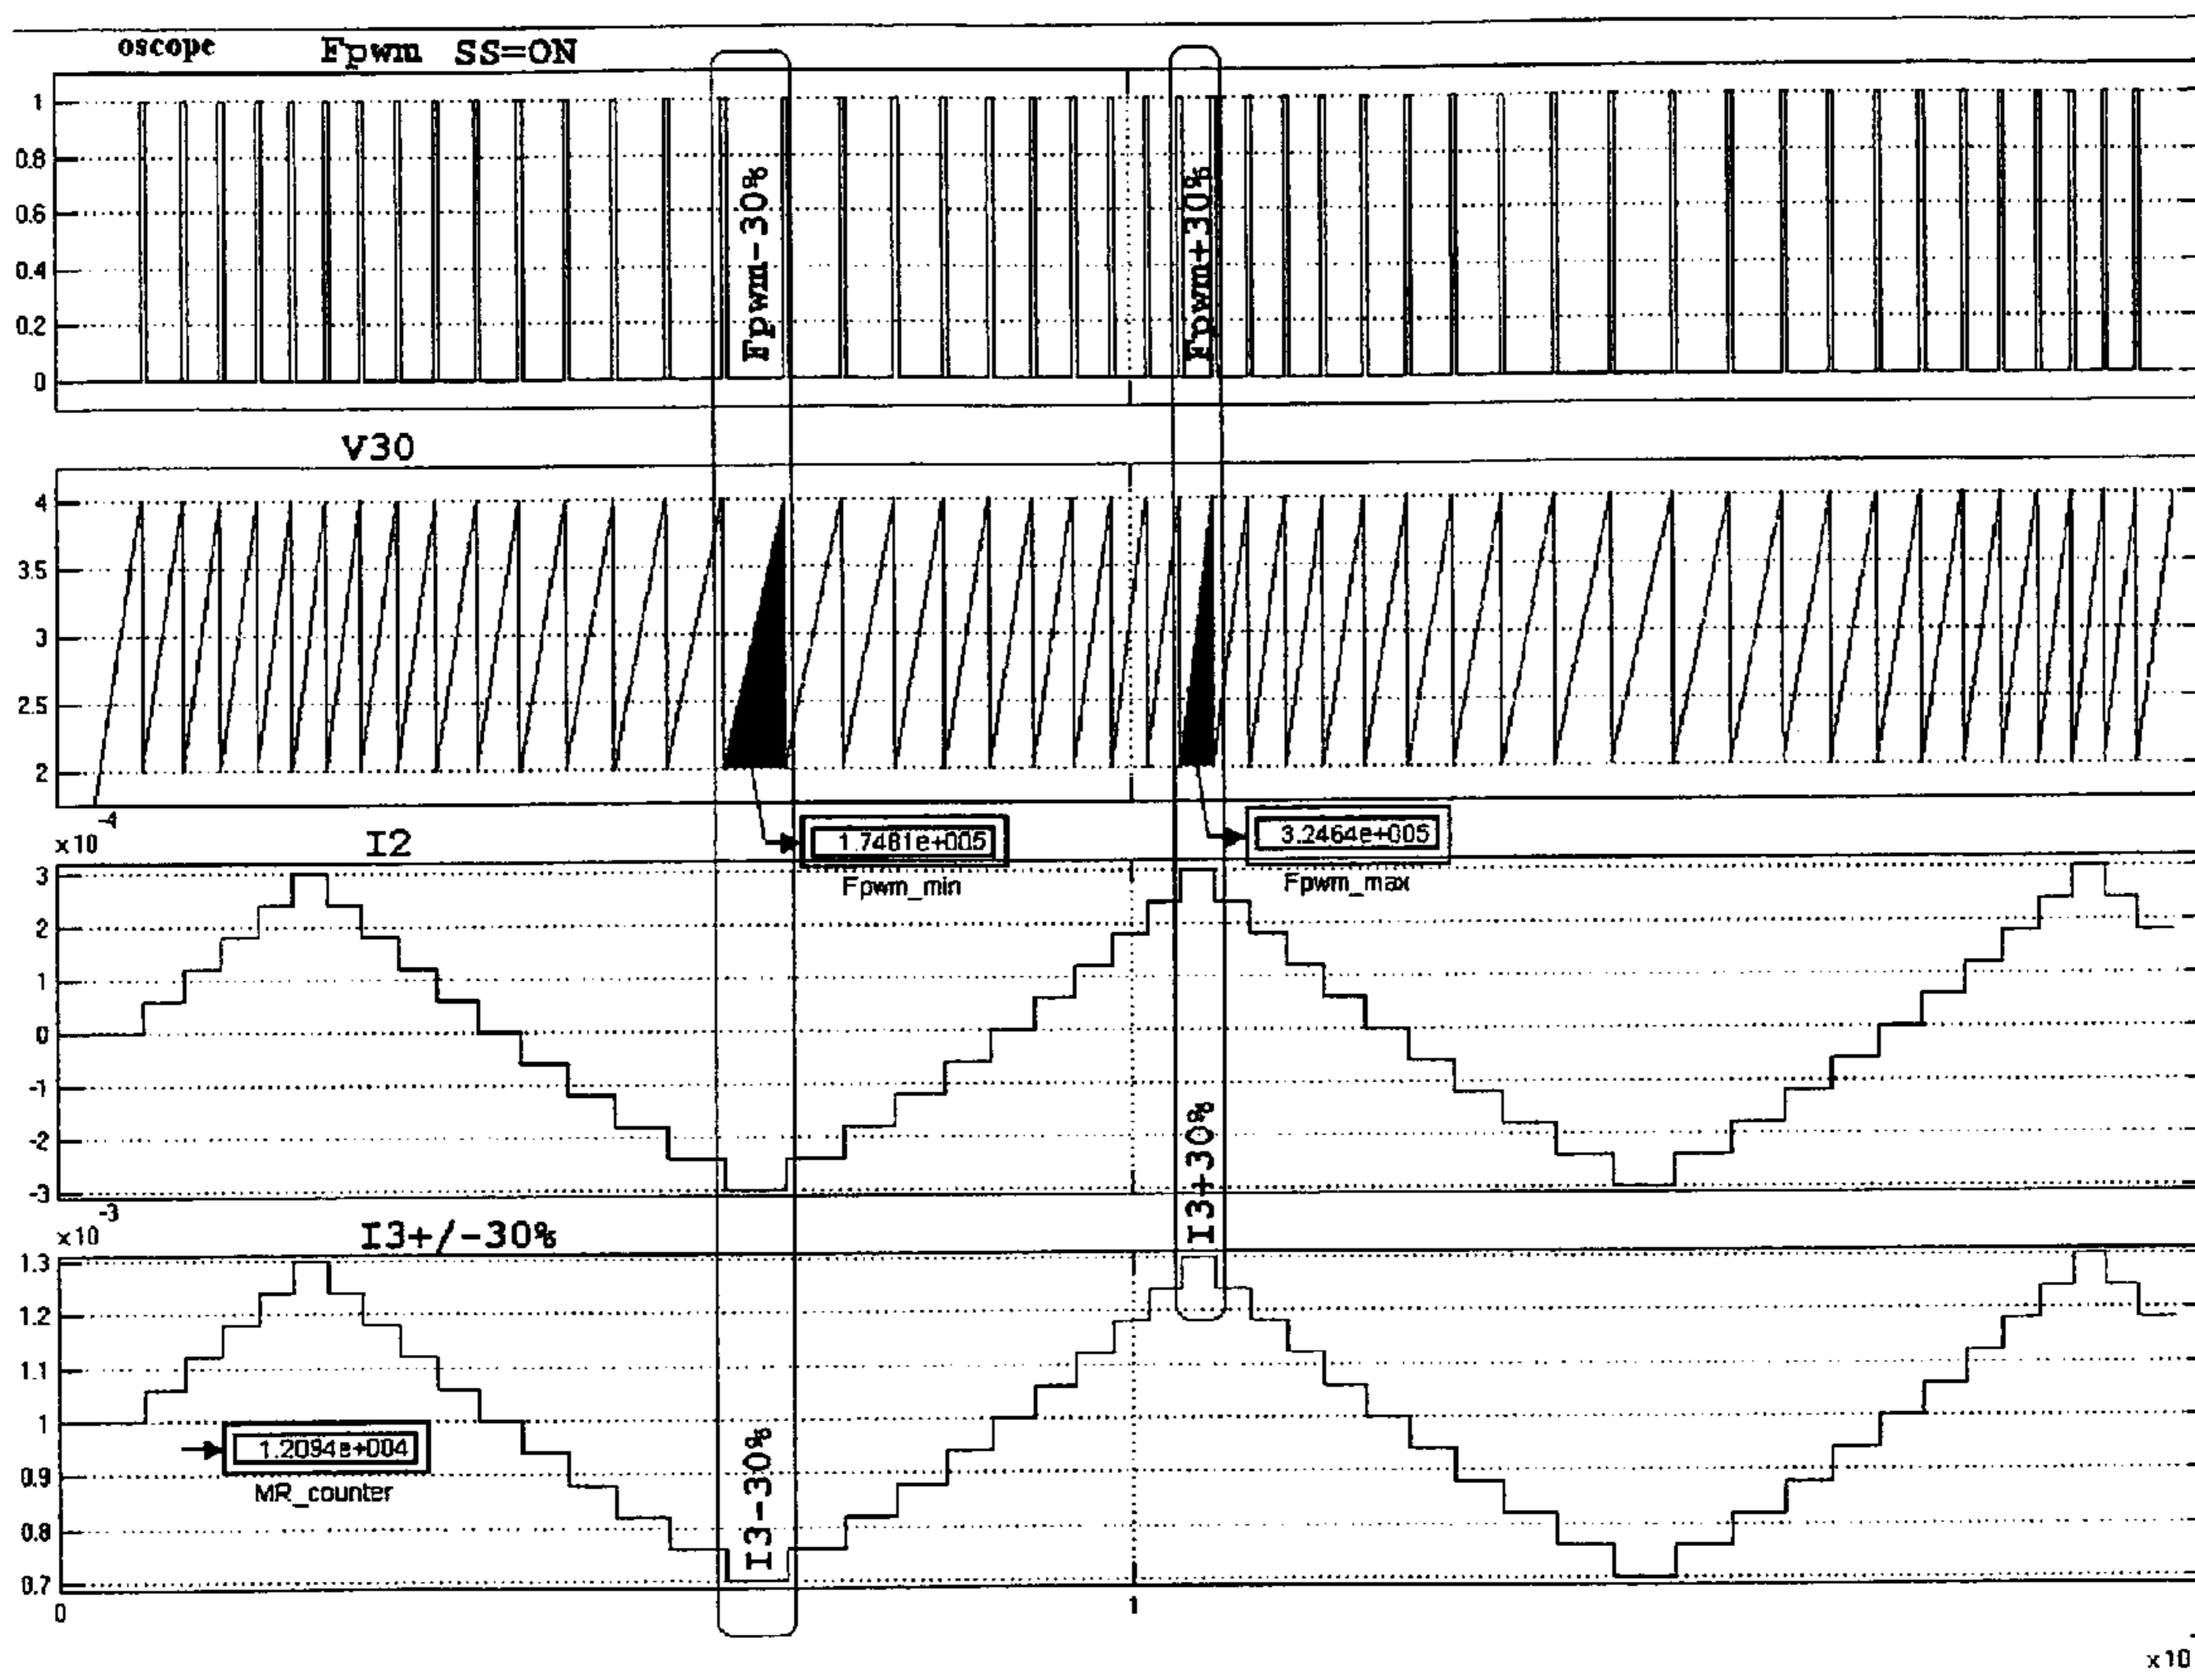 oscope Fpwm SS=ON
1
0.8
0.6
0.4
0.2
0
Fpwm-30%
Fpwm+30%
V30
4
3.5
3
2.5
2
1.7481e+005
Fpwm_min
3.2464e+005
Fpwm_max
x10 -4
I2
3
2
1
0
-1
-2
-3
I3+30%
x10 -3
I3+/-30%
1.3
1.2
1.1
1
0.9
0.8
0.7
1.2094e+004
MR_counter
I3-30%
0
1
x10